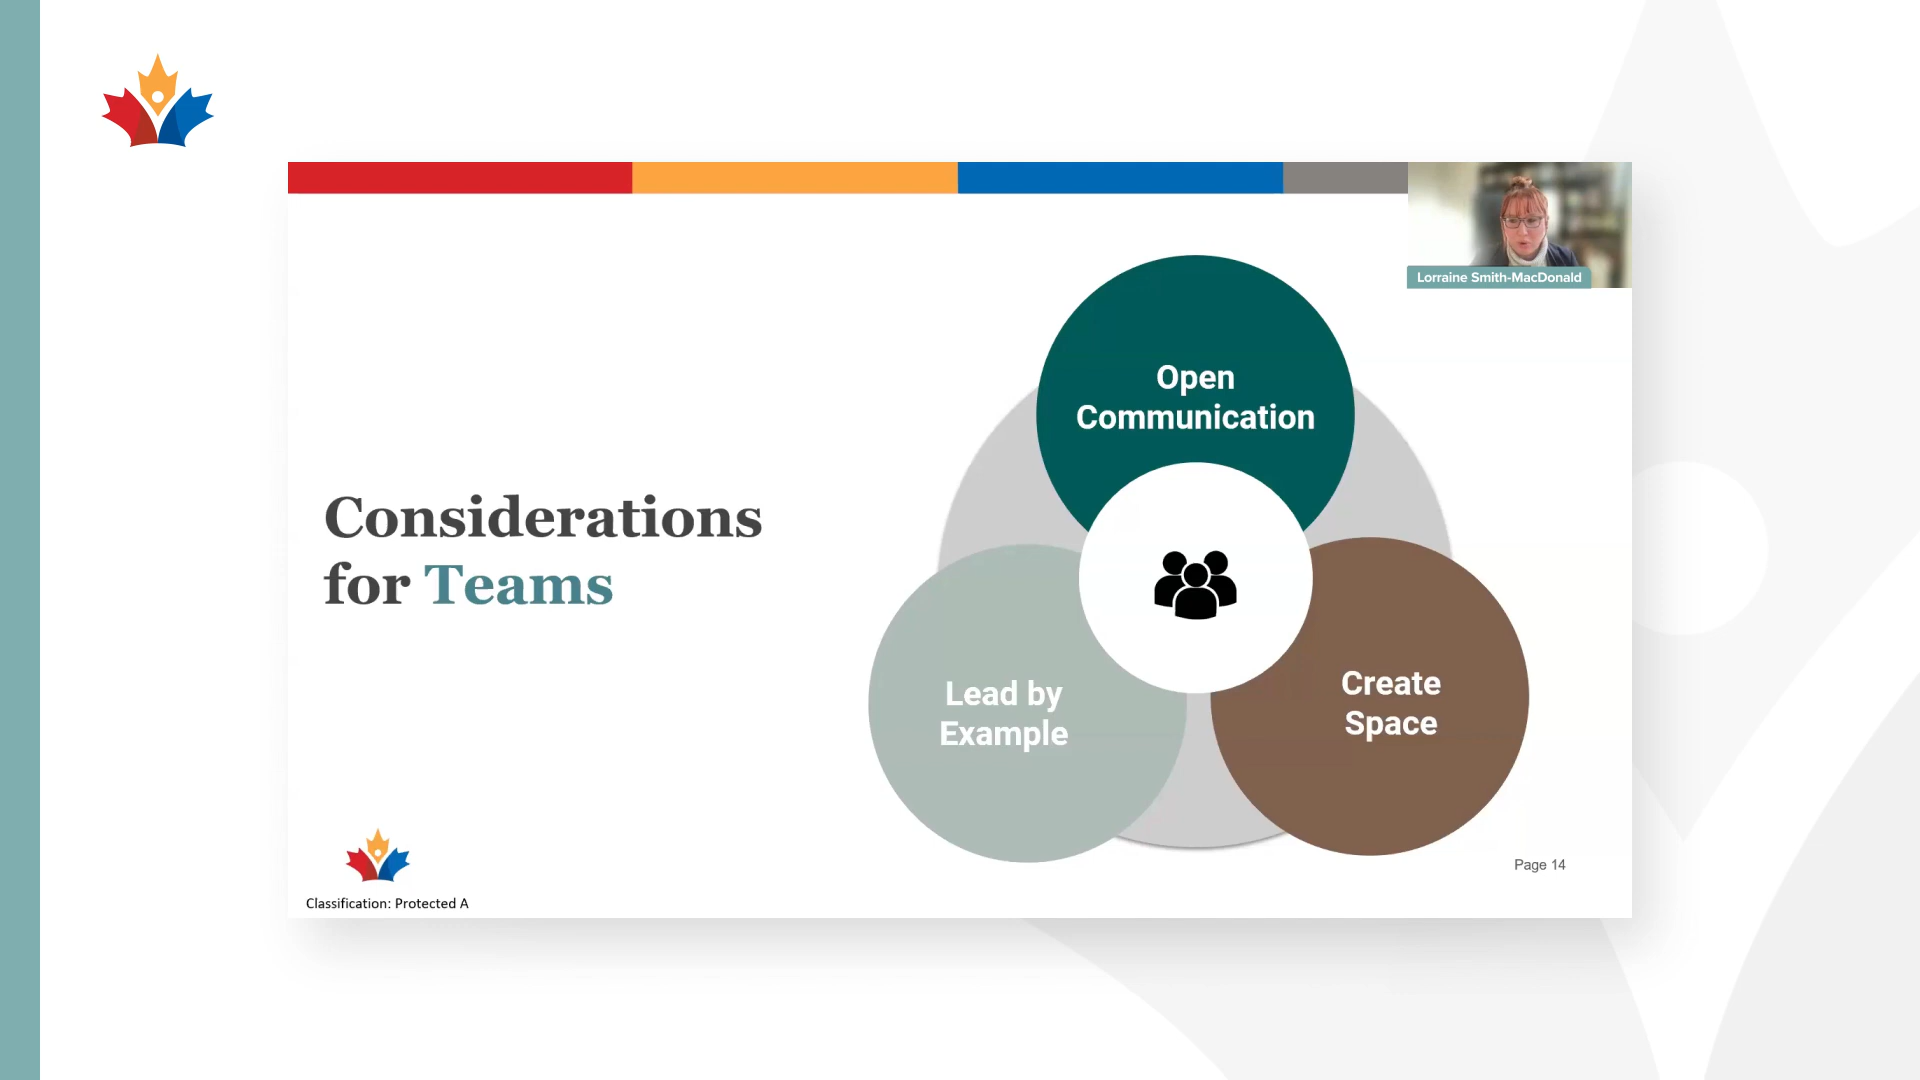 Lorraine Smith-MacDonald
Open
Communication
Considerations
for Teams
Lead by
Example
Create
Space
Page 14
Classification: Protected A